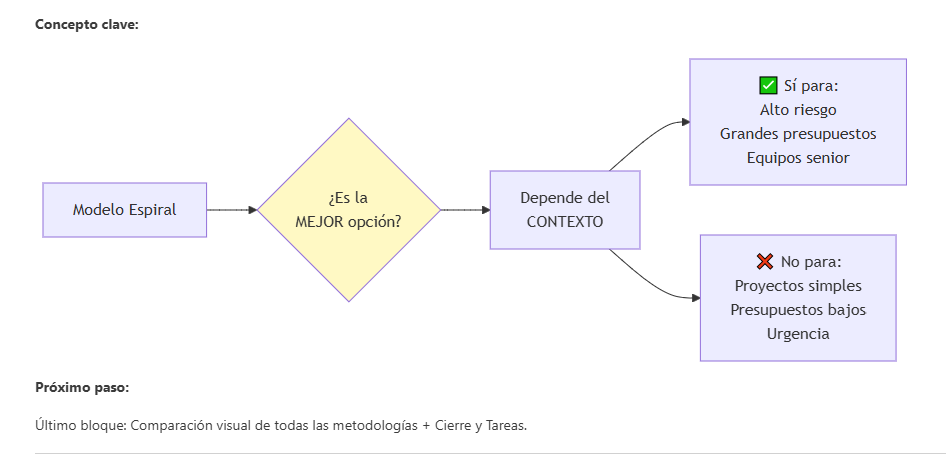 Concepto clave:
Modelo Espiral
¿Es la
MEJOR opción?
Depende del
CONTEXTO
✅ Sí para:
Alto riesgo
Grandes presupuestos
Equipos senior
❌ No para:
Proyectos simples
Presupuestos bajos
Urgencia
Próximo paso:
Último bloque: Comparación visual de todas las metodologías + Cierre y Tareas.